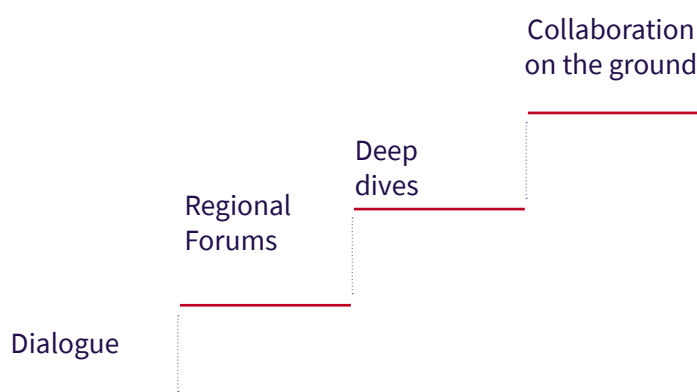 Collaboration
on the ground
Deep
dives
Regional
Forums
Dialogue